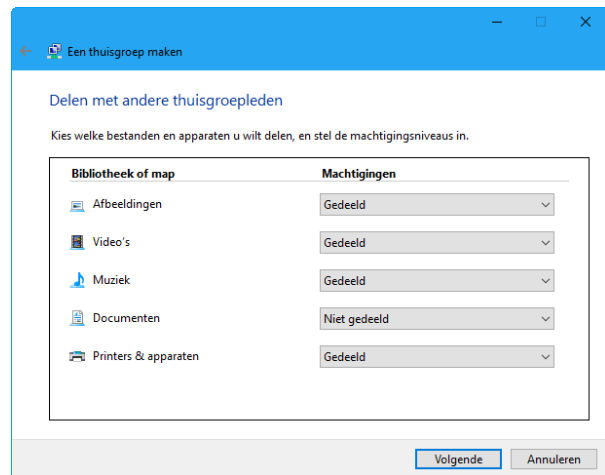 Een thuisgroep maken
Delen met andere thuisgroepleden
Kies welke bestanden en apparaten u wilt delen, en stel de machtigingsniveaus in.
Bibliotheek of map Machtigingen
Afbeeldingen Gedeeld
Video's Gedeeld
Muziek Gedeeld
Documenten Niet gedeeld
Printers & apparaten Gedeeld
Volgende Annuleren